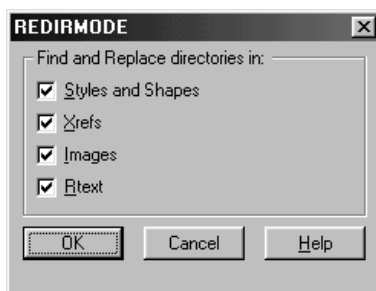 REDIRMODE
Find and Replace directories in:
Styles and Shapes
Xrefs
Images
Rtext
OK Cancel Help